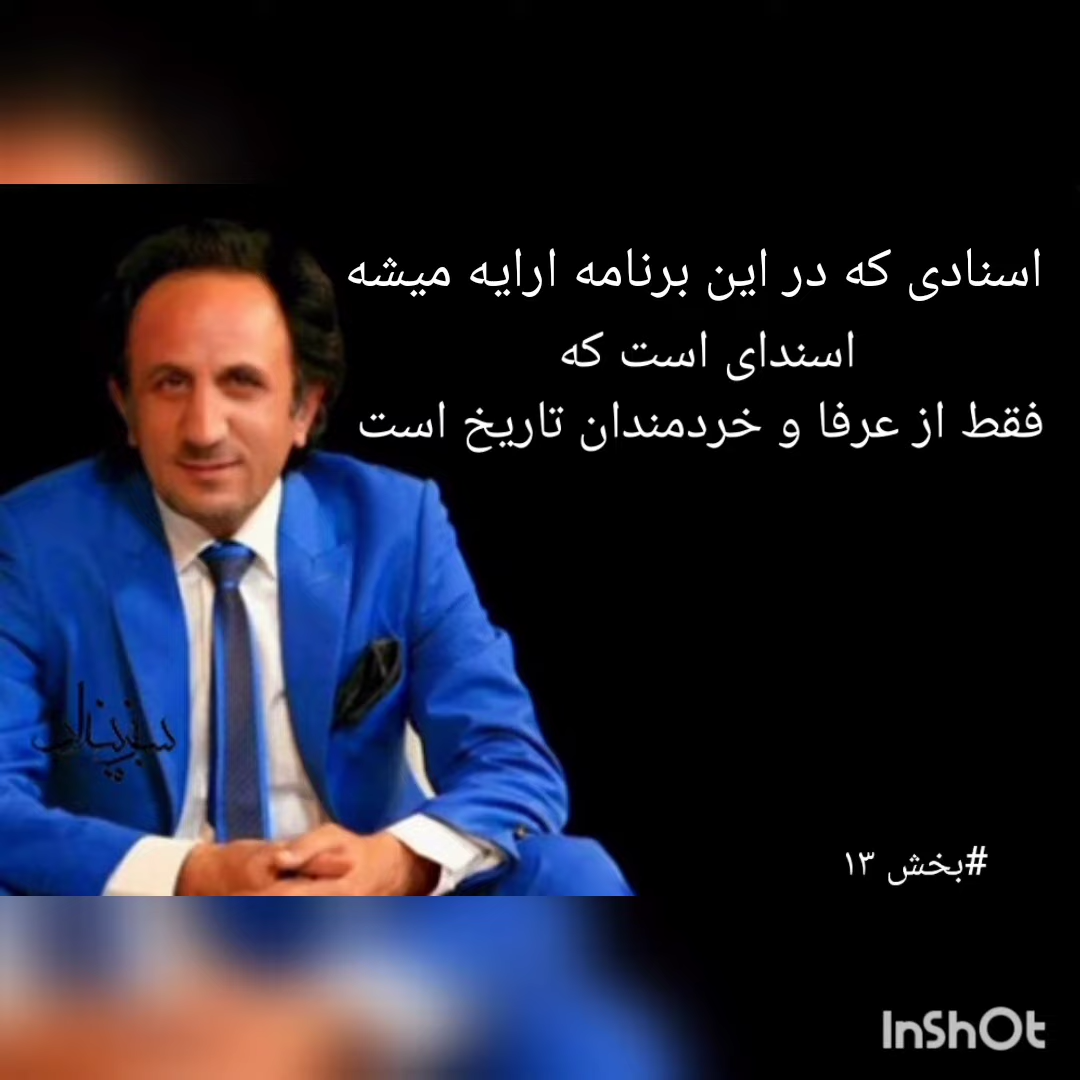 اسنادی که در این برنامه ارایه میشه
اسندای است که
فقط از عرفا و خردمندان تاریخ است
#بخش ۱۳
InShOt